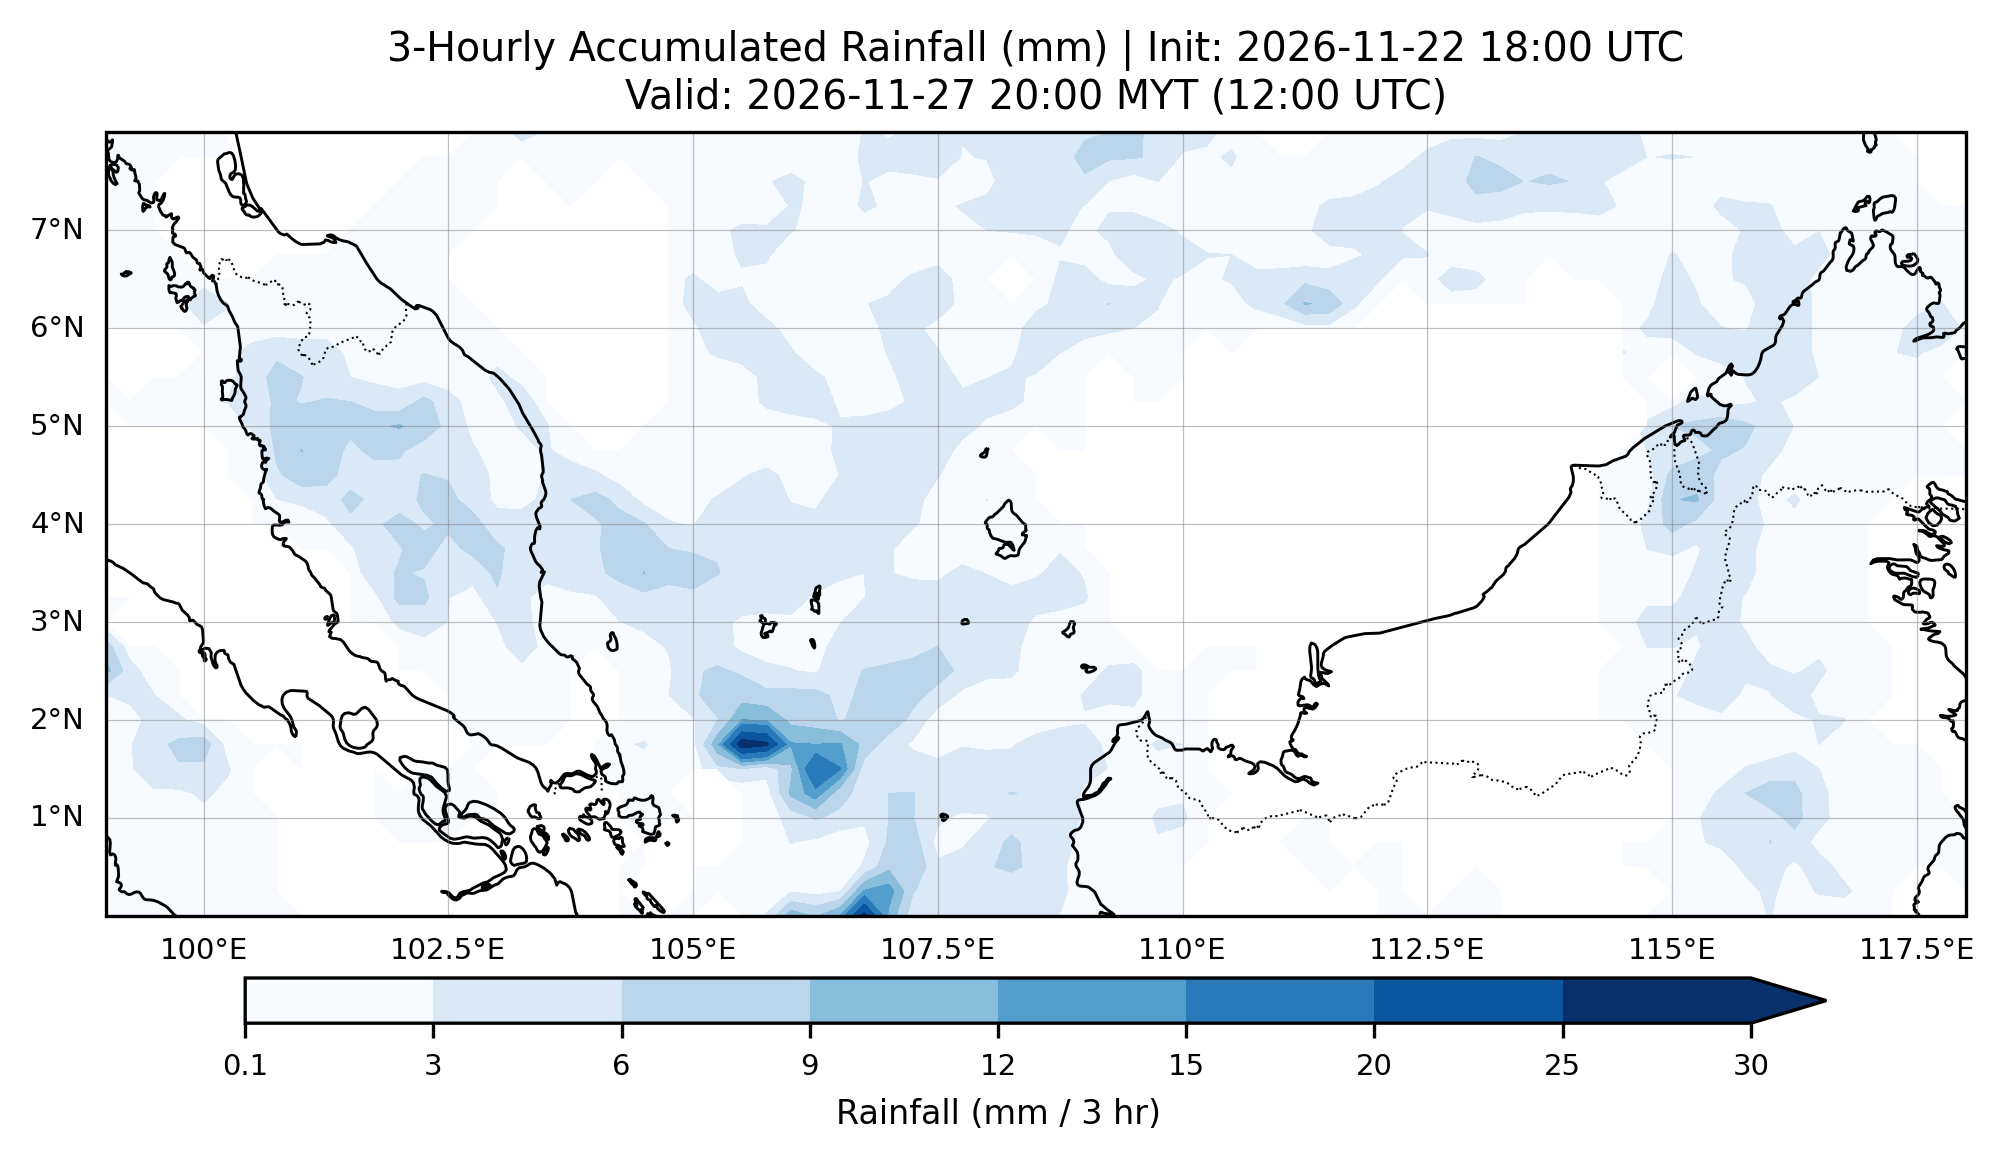 3-Hourly Accumulated Rainfall (mm) | Init: 2026-11-22 18:00 UTC
Valid: 2026-11-27 20:00 MYT (12:00 UTC)
7°N
6°N
5°N
4°N
3°N
2°N
1°N
100°E 102.5°E 105°E 107.5°E 110°E 112.5°E 115°E 117.5°E
0.1 3 6 9 12 15 20 25 30
Rainfall (mm / 3 hr)